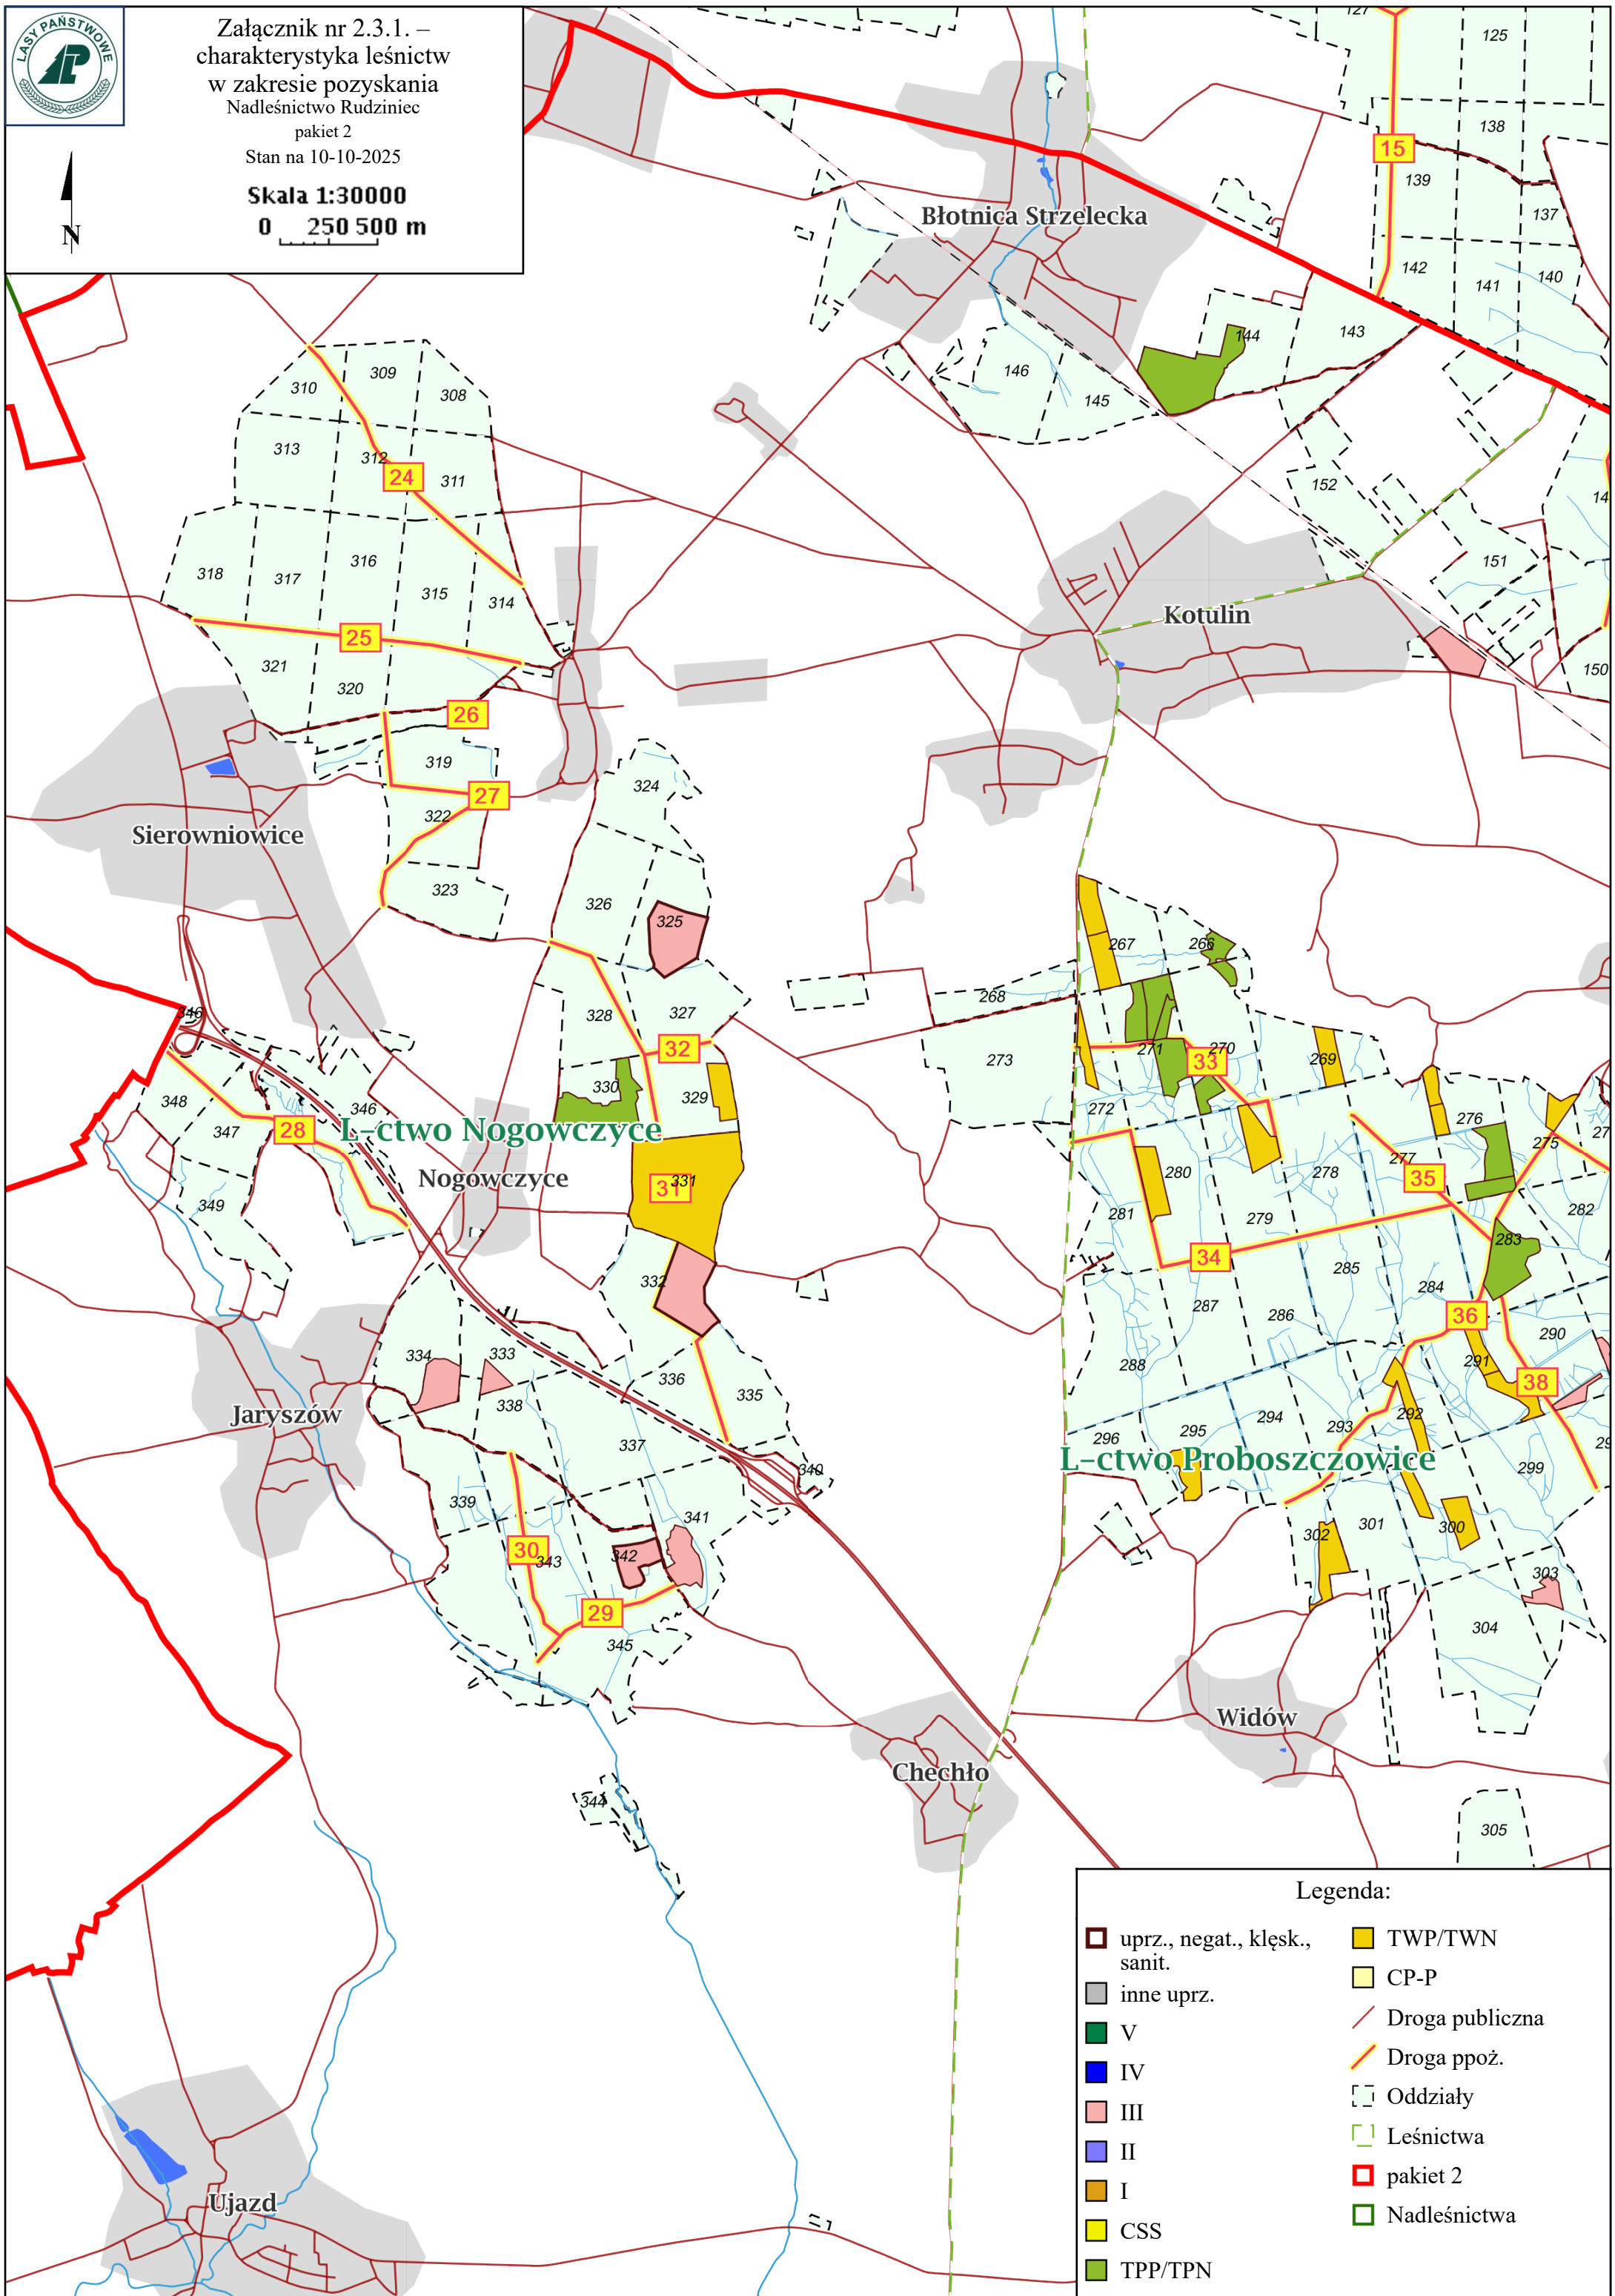 LASY PAŃSTWOWE
LP
Załącznik nr 2.3.1. –
charakterystyka leśnictw
w zakresie pozyskania
Nadleśnictwo Rudziniec
pakiet 2
Stan na 10-10-2025
Skala 1:30000
0 250 500 m
N
127
125
138
15
139
137
142
141
140
Błotnica Strzelecka
144
143
146
145
310
309
308
313
312
24
311
152
151
150
318
317
316
315
314
25
321
320
26
Kotulin
319
27
322
323
Sierowniowice
324
326
325
328
327
32
330
329
267
266
268
273
271
33
270
269
272
346
348
347
28
346
L-ctwo Nogowczyce
Nogowczyce
349
31
331
332
276
275
277
35
280
278
281
279
282
283
34
285
284
287
286
36
290
288
291
38
334
333
336
335
338
337
Jaryszów
340
339
341
342
30
343
29
345
344
296
295
294
293
292
299
L-ctwo Proboszczowice
302
301
300
303
304
305
Widów
Chechło
Ujazd
Legenda:
uprz., negat., klęsk.,
sanit.
inne uprz.
V
IV
III
II
I
CSS
TPP/TPN
TWP/TWN
CP-P
Droga publiczna
Droga ppoż.
Oddziały
Leśnictwa
pakiet 2
Nadleśnictwa